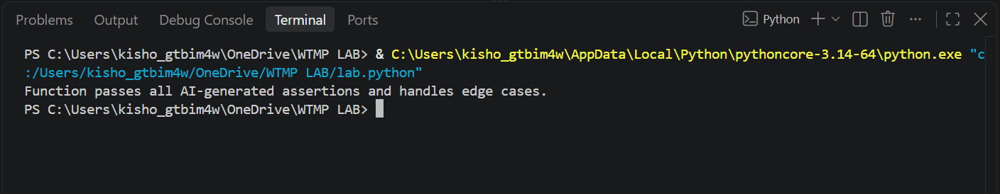 Problems Output Debug Console Terminal Ports Python
PS C:\Users\kisho_gtbim4w\OneDrive\WTMP LAB> & C:\Users\kisho_gtbim4w\AppData\Local\Python\pythoncore-3.14-64\python.exe "c
:/Users/kisho_gtbim4w/OneDrive/WTMP LAB/lab.python"
Function passes all AI-generated assertions and handles edge cases.
PS C:\Users\kisho_gtbim4w\OneDrive\WTMP LAB>